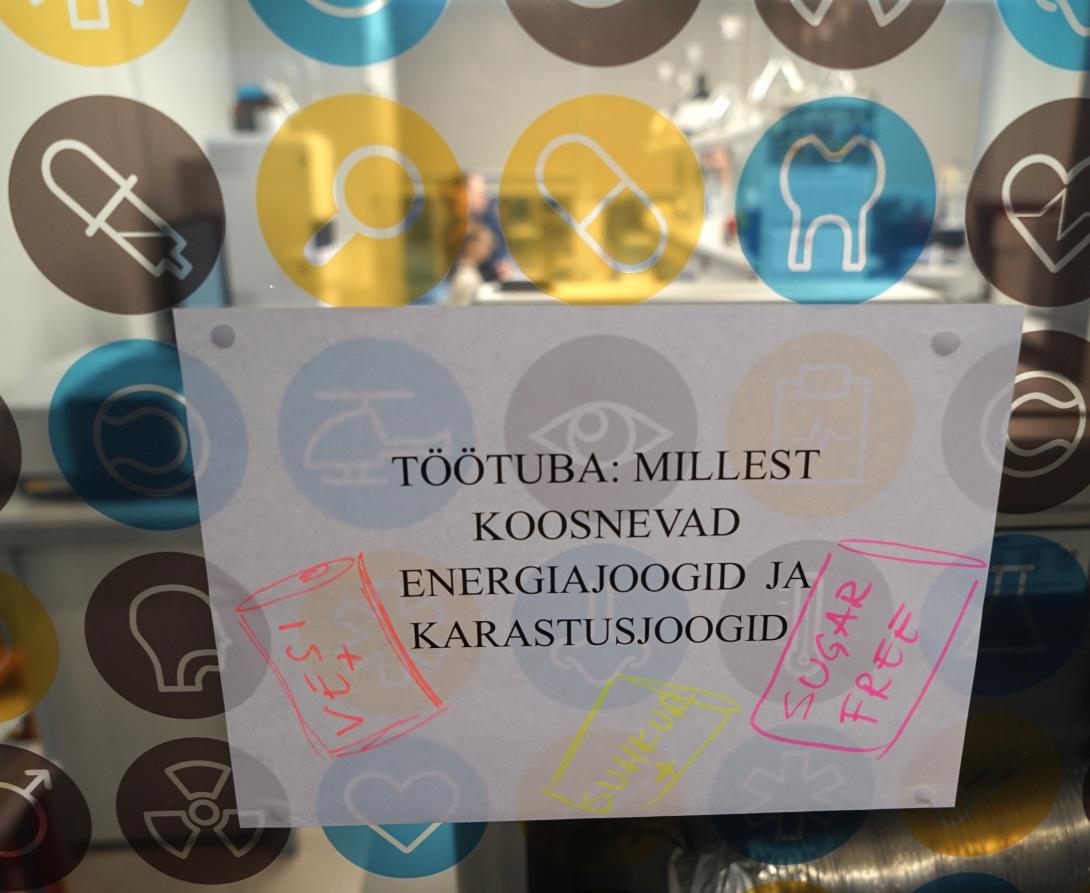 TÖÖTUBA: MILLEST
KOOSNEVAD
ENERGIAJOOGID JA
KARASTUSJOOGID
VESI
+
SUHKUR
+
SUGAR
FREE